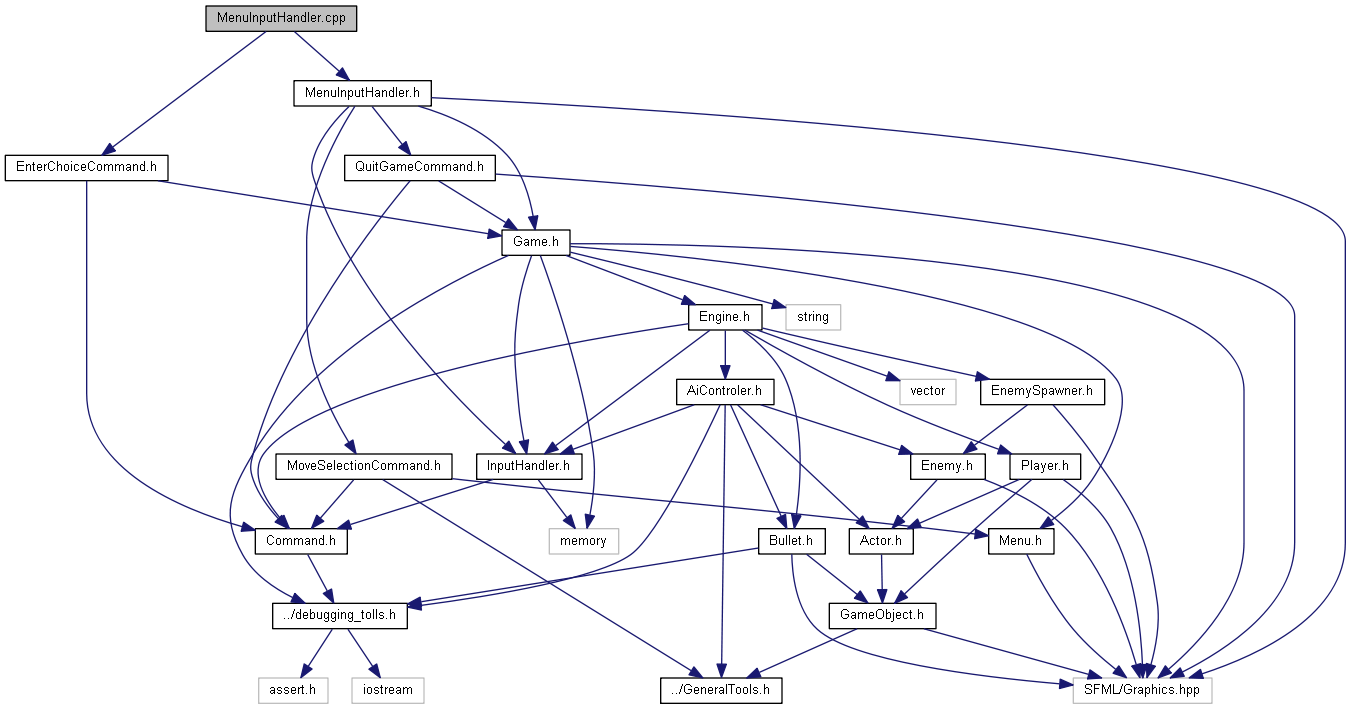 MenuInputHandler.cpp
MenuInputHandler.h
EnterChoiceCommand.h
QuitGameCommand.h
Game.h
Engine.h
string
AiControler.h
vector
EnemySpawner.h
MoveSelectionCommand.h
InputHandler.h
Enemy.h
Player.h
Command.h
memory
Bullet.h
Actor.h
Menu.h
../debugging_tolls.h
GameObject.h
assert.h
iostream
../GeneralTools.h
SFML/Graphics.hpp